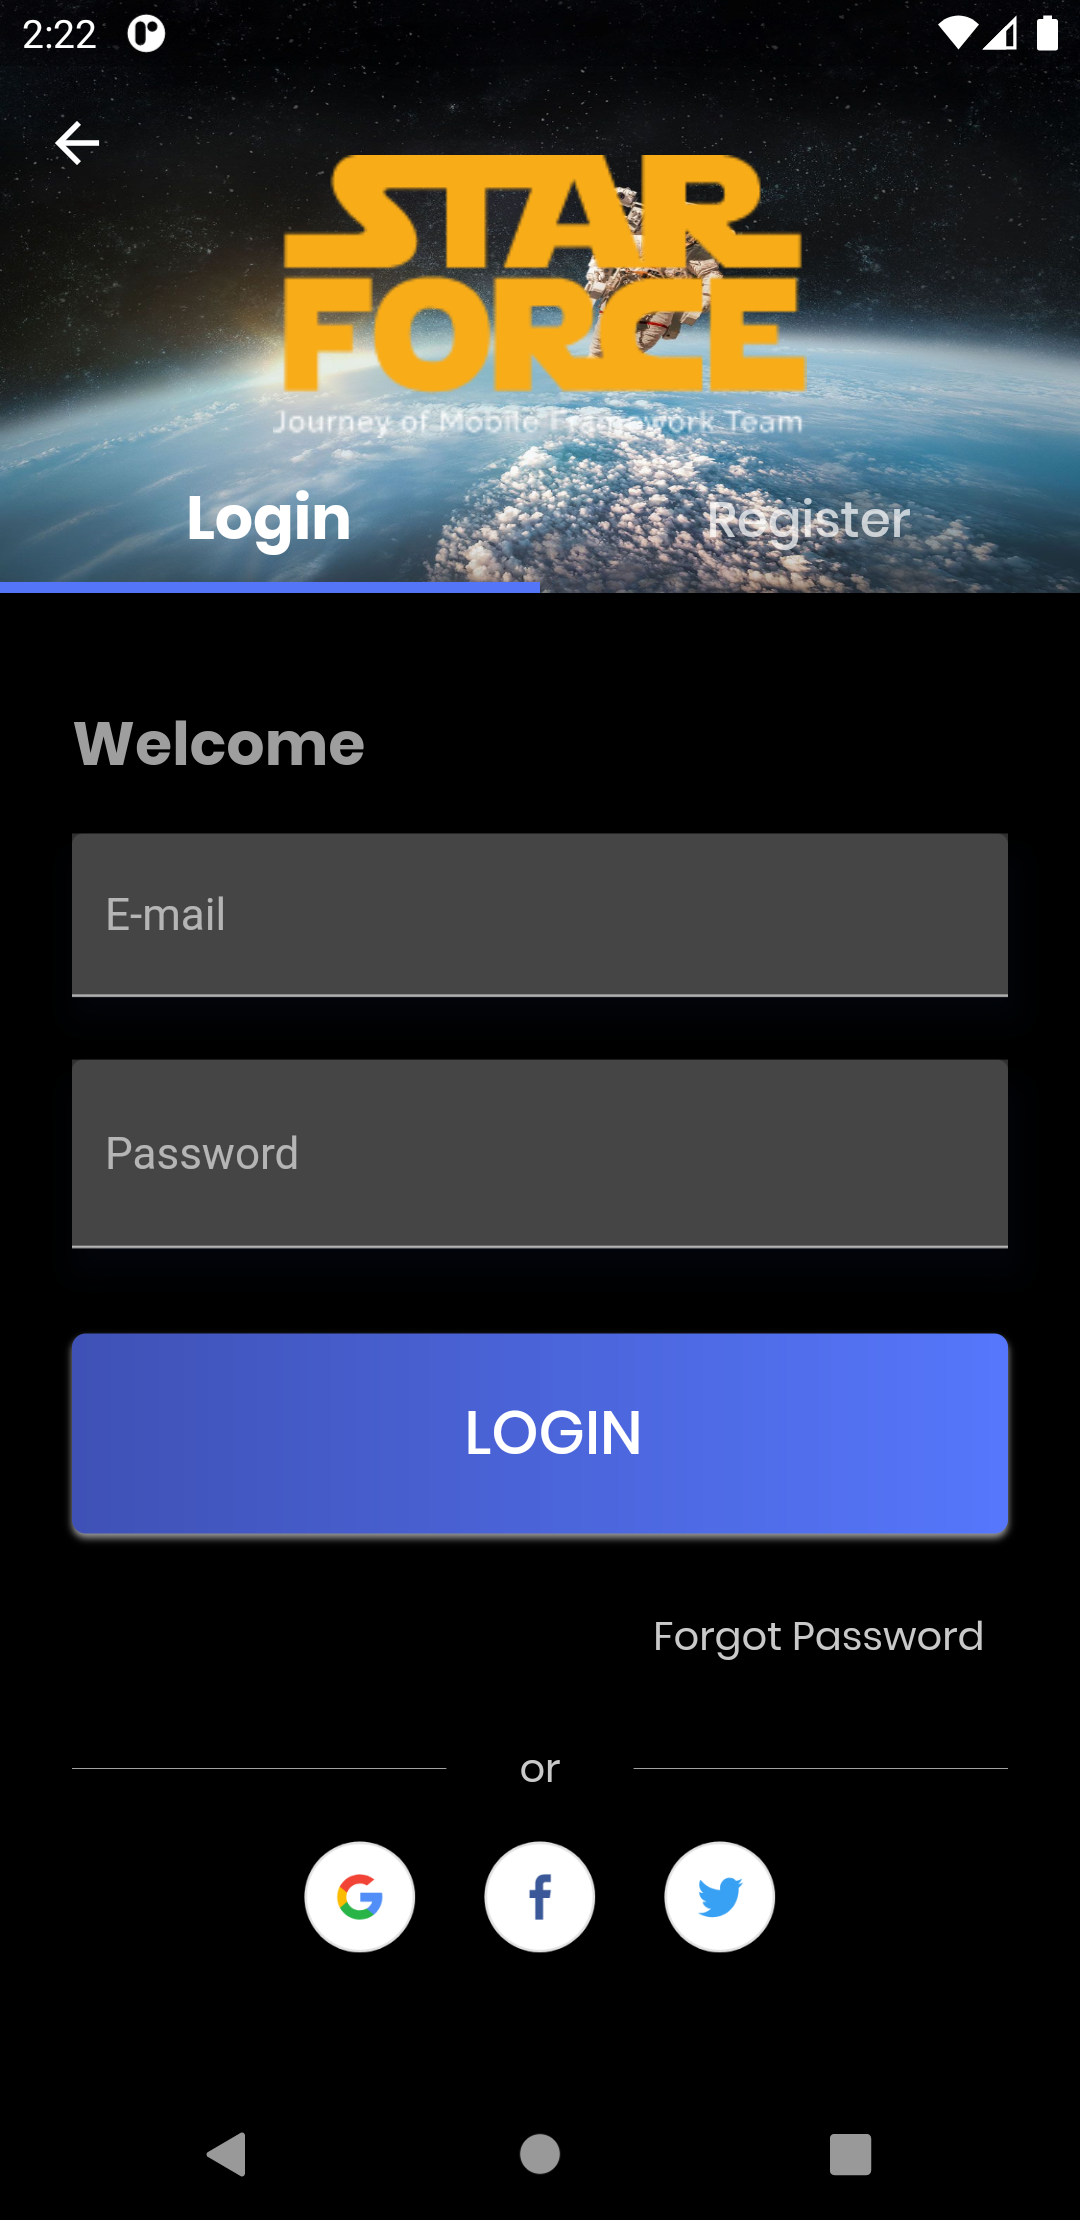 2:22
STAR
FORCE
Journey of Mobile Framework Team
Login
Register
Welcome
E-mail
Password
LOGIN
Forgot Password
or